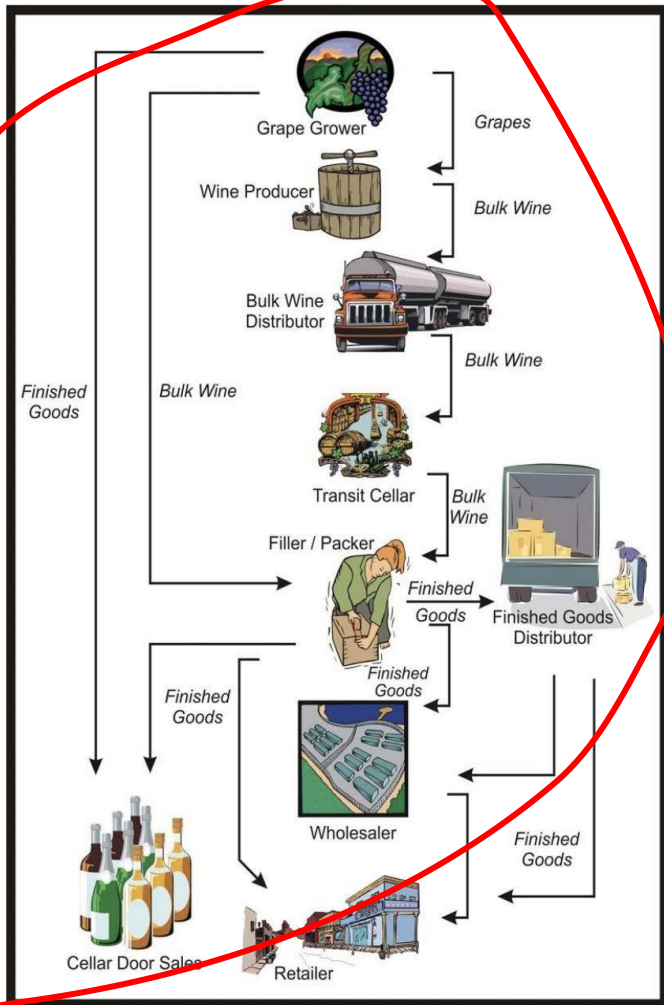 Grape Grower
Grapes
Wine Producer
Bulk Wine
Bulk Wine
Distributor
Bulk Wine
Finished
Goods
Bulk Wine
Transit Cellar
Bulk
Wine
Filler / Packer
Finished
Goods
Finished Goods
Distributor
Finished
Goods
Finished
Goods
Wholesaler
Finished
Goods
Cellar Door Sales
Retailer